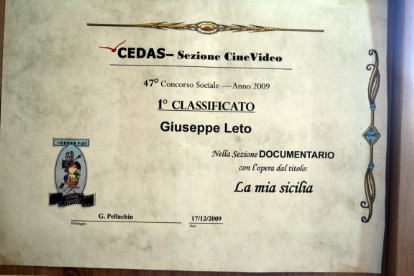 CEDAS– Sezione CineVideo
47° Concorso Sociale —Anno 2009
1° CLASSIFICATO
Giuseppe Leto
Nella Sezione DOCUMENTARIO
con l'opera dal titolo:
La mia sicilia
G. Pellachin
17/12/2009